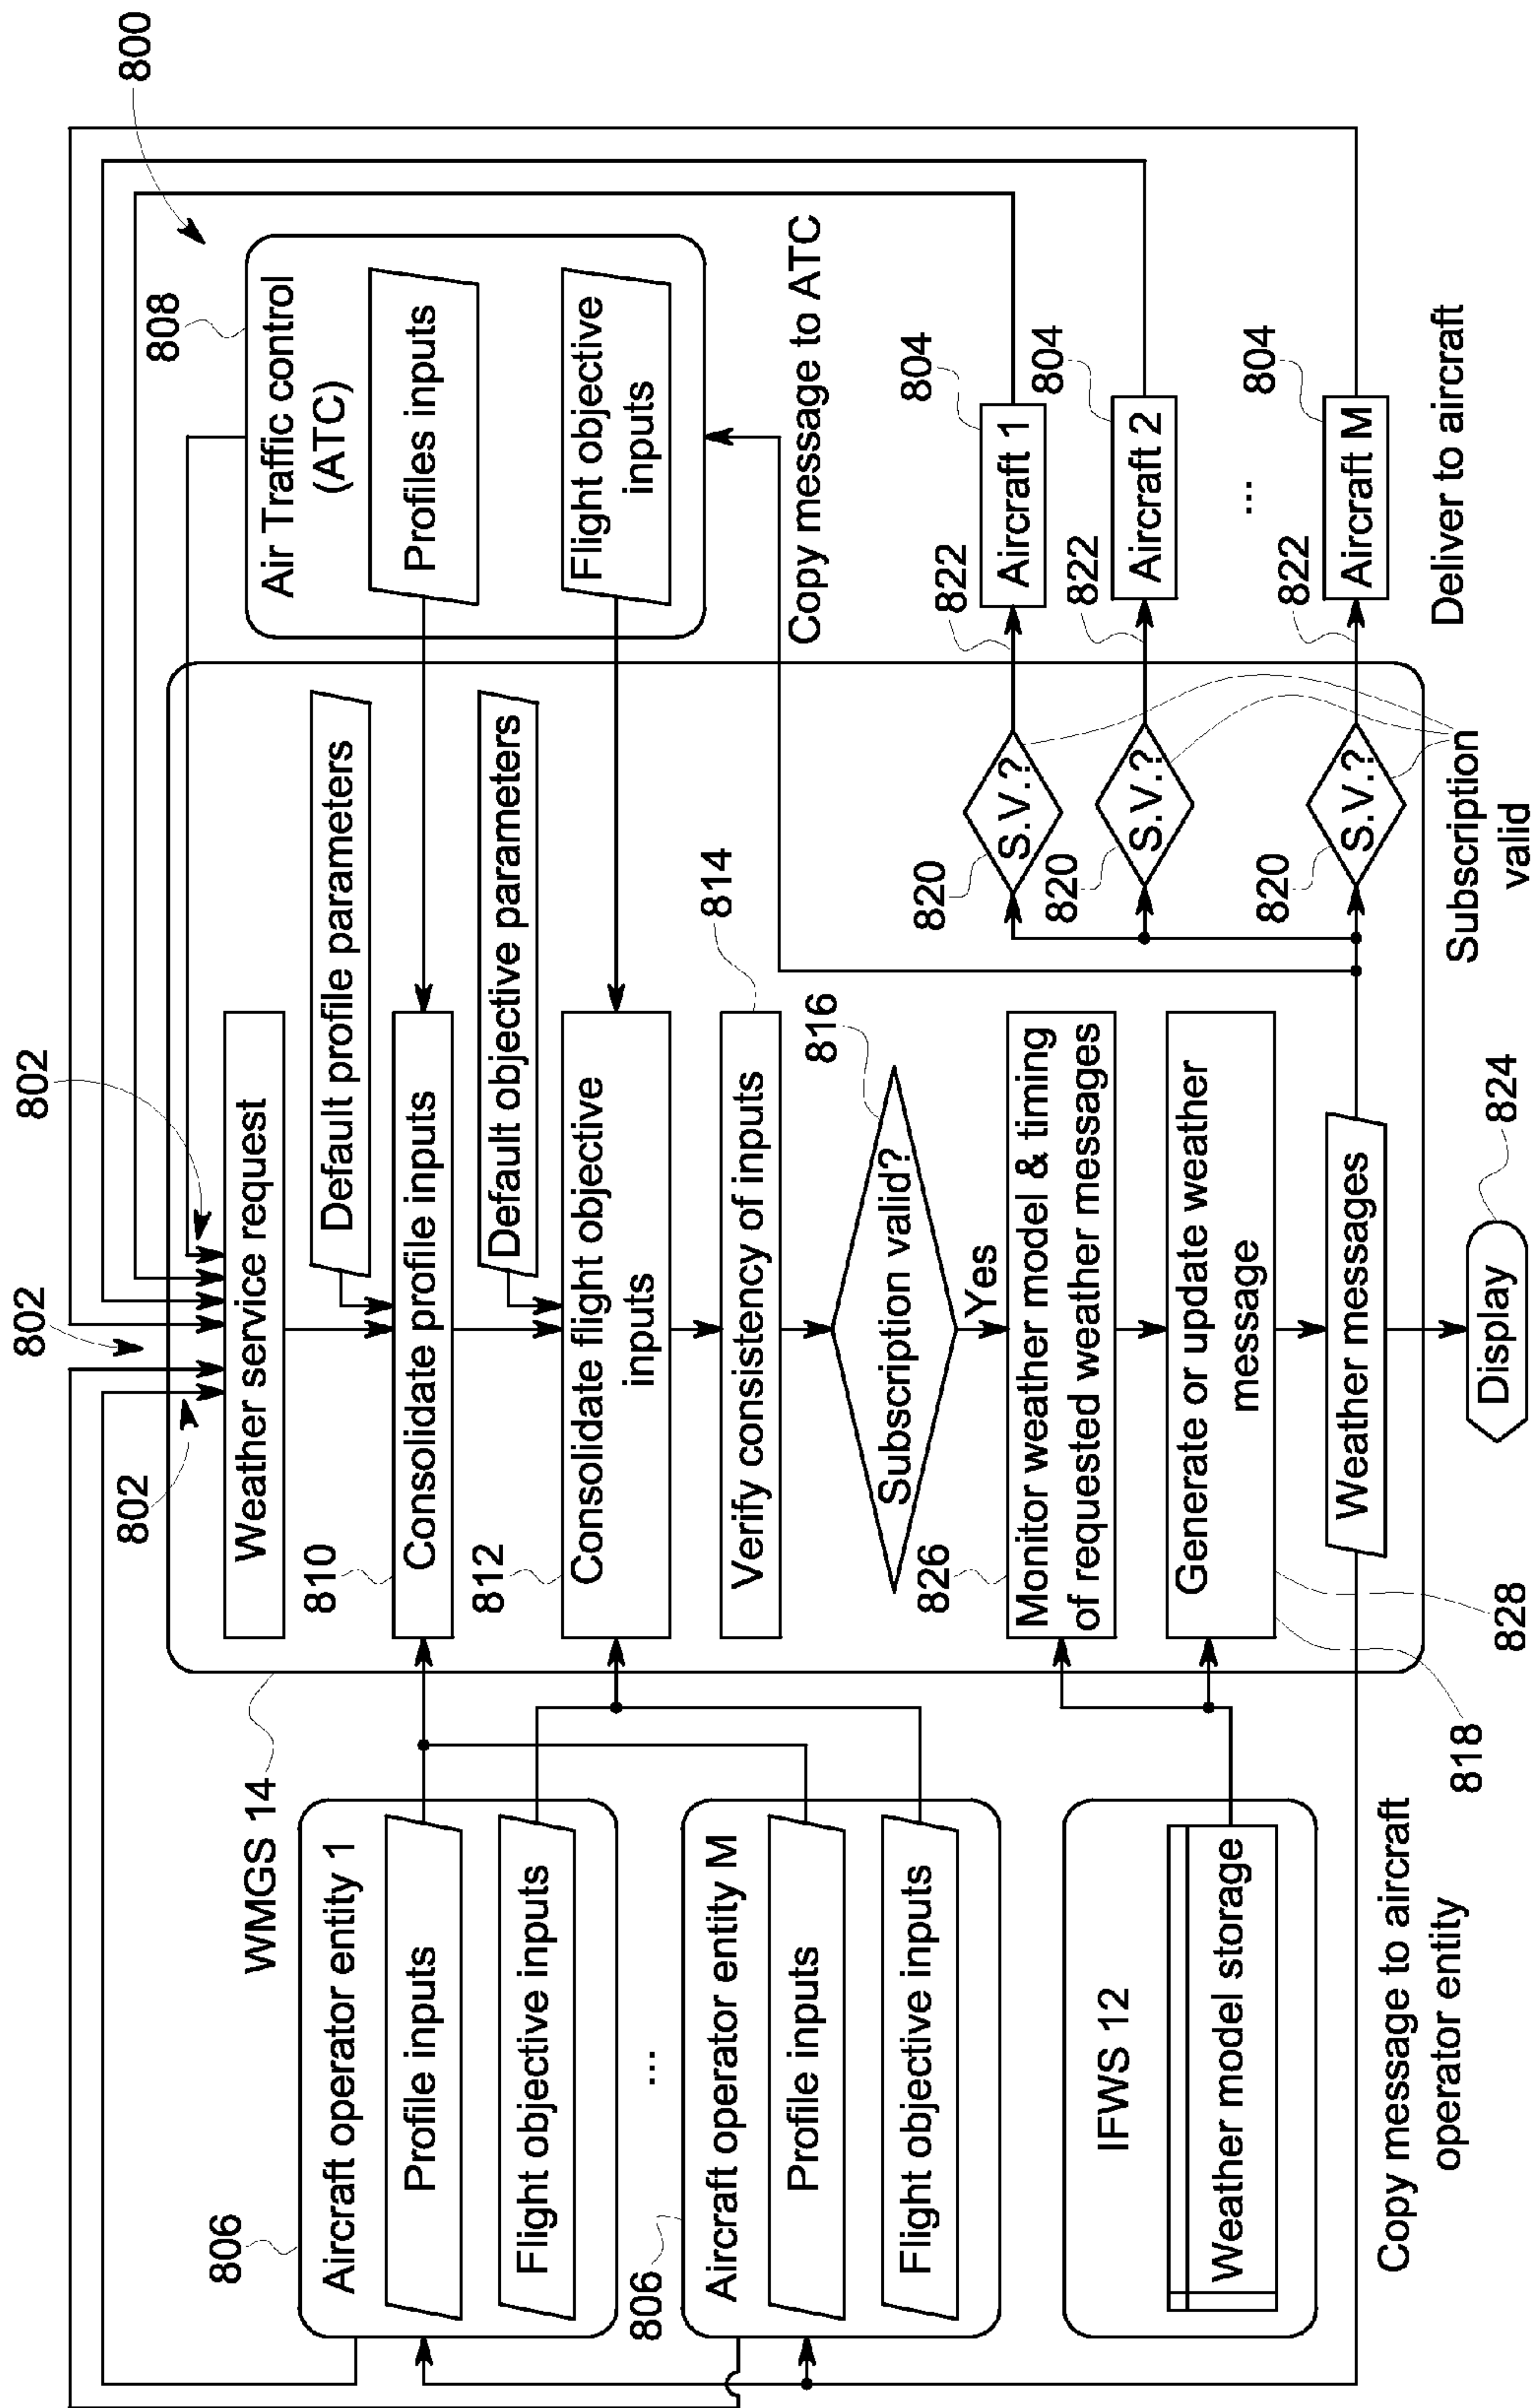 800
802
802
802
WMGS 14
806
Aircraft operator entity 1
Profile inputs
Flight objective inputs
...
806
Aircraft operator entity M
Profile inputs
Flight objective inputs
IFWS 12
Weather model storage
Copy message to aircraft
operator entity
Weather service request
Default profile parameters
810
Consolidate profile inputs
Default objective parameters
812
Consolidate flight objective
inputs
814
Verify consistency of inputs
816
Subscription valid?
Yes
826
Monitor weather model & timing
of requested weather messages
Generate or update weather
message
828
818
Weather messages
824
Display
808
Air Traffic control
(ATC)
Profiles inputs
Flight objective
inputs
Copy message to ATC
820
S.V.?
822
Aircraft 1
804
820
S.V.?
822
Aircraft 2
804
...
820
S.V.?
822
Aircraft M
804
Subscription
valid
Deliver to aircraft